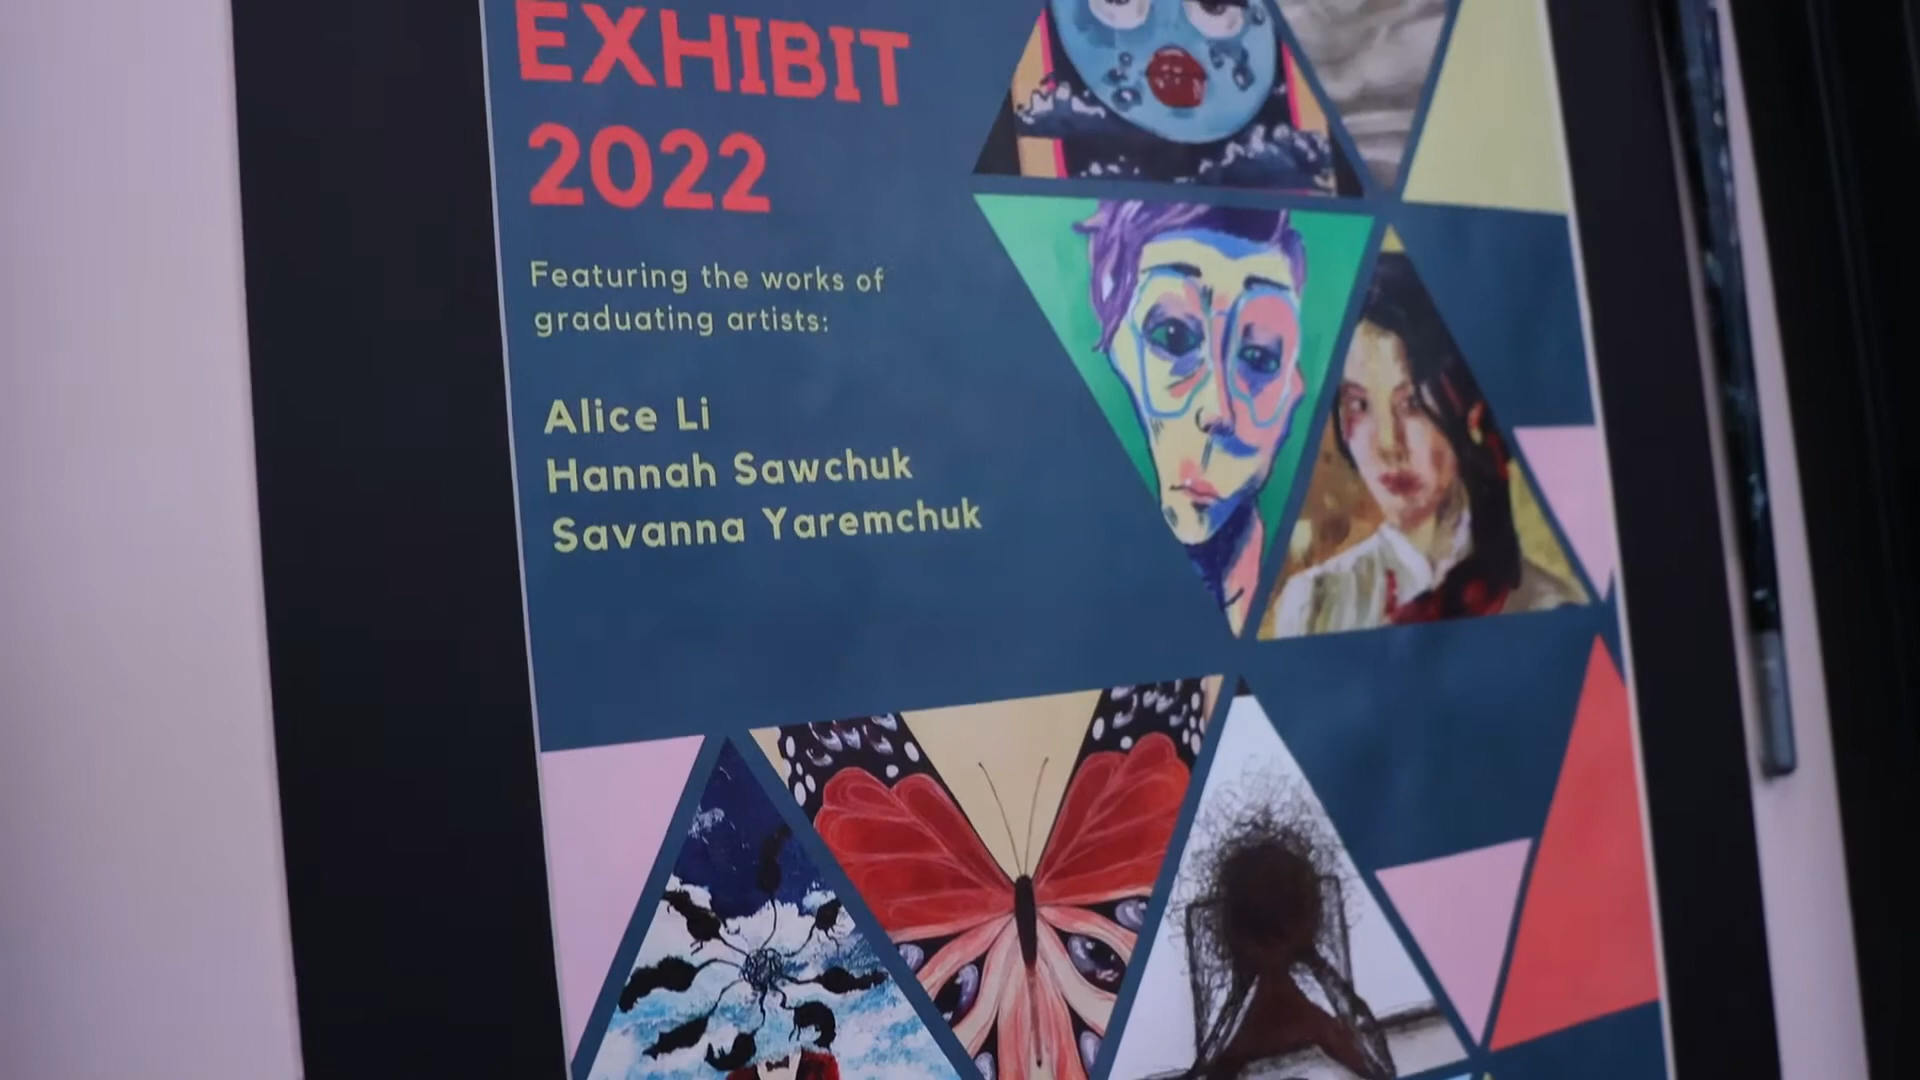 EXHIBIT
2022
Featuring the works of
graduating artists:
Alice Li
Hannah Sawchuk
Savanna Yaremchuk